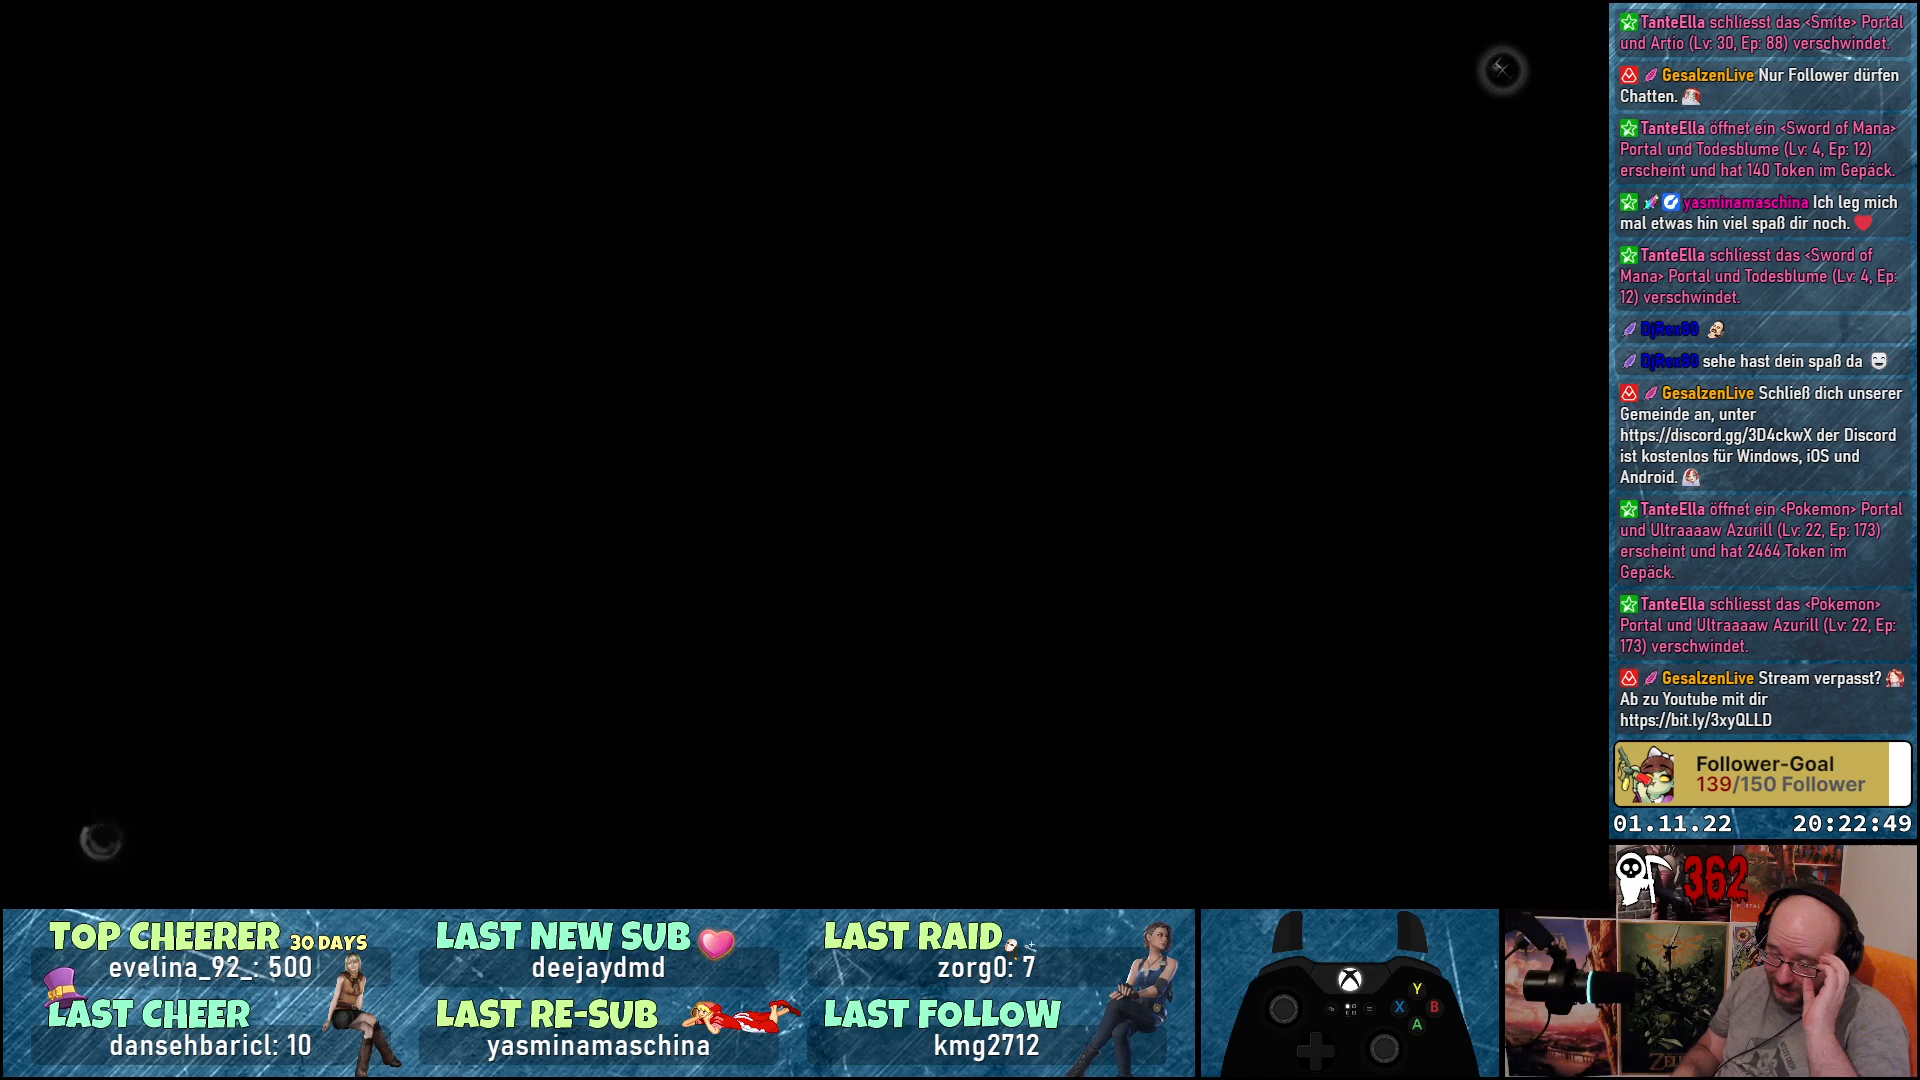 TanteElla schliesst das <Smite> Portal
und Artio (Lv: 30, Ep: 88) verschwindet.
GesalzenLive Nur Follower dürfen
Chatten.
TanteElla öffnet ein <Sword of Mana>
Portal und Todesblume (Lv: 4, Ep: 12)
erscheint und hat 140 Token im Gepäck.
yasminamaschina Ich leg mich
mal etwas hin viel spaß dir noch.
TanteElla schliesst das <Sword of
Mana> Portal und Todesblume (Lv: 4, Ep:
12) verschwindet.
DjRox80
DjRox80 sehe hast dein spaß da
GesalzenLive Schließ dich unserer
Gemeinde an, unter
https://discord.gg/3D4ckwX der Discord
ist kostenlos für Windows, iOS und
Android.
TanteElla öffnet ein <Pokemon> Portal
und Ultraaaaw Azurill (Lv: 22, Ep: 173)
erscheint und hat 2464 Token im
Gepäck.
TanteElla schliesst das <Pokemon>
Portal und Ultraaaaw Azurill (Lv: 22, Ep:
173) verschwindet.
GesalzenLive Stream verpasst?
Ab zu Youtube mit dir
https://bit.ly/3xyQLLD
Follower-Goal
139/150 Follower
01.11.22 20:22:49
362
TOP CHEERER 30 DAYS
evelina_92_: 500
LAST CHEER
dansehbaricl: 10
LAST NEW SUB
deejaydmd
LAST RE-SUB
yasminamaschina
LAST RAID
zorg0: 7
LAST FOLLOW
kmg2712
Y
X
B
A
ZELDA